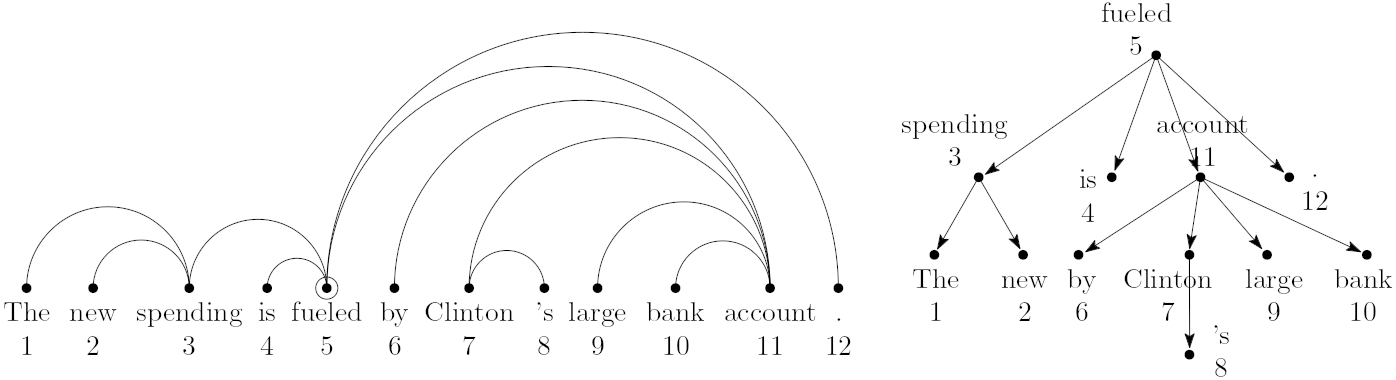 The new spending is fueled by Clinton 's large bank account .
1 2 3 4 5 6 7 8 9 10 11 12
fueled
5
spending account
3 11
is .
4 12
The new by Clinton large bank
1 2 6 7 9 10
's
8